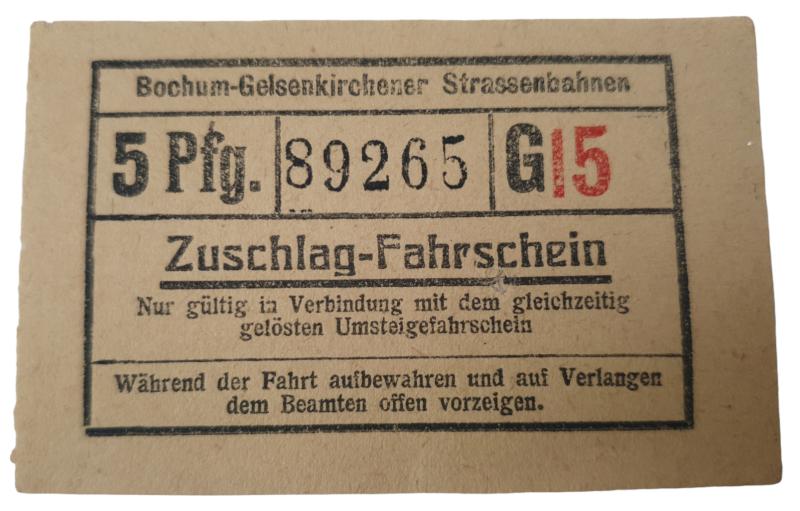 Bochum-Gelsenkirchener Strassenbahnen
5 Pfg. 89265 G15
Zuschlag-Fahrschein
Nur gültig in Verbindung mit dem gleichzeitig
gelösten Umsteigefahrschein
Während der Fahrt aufbewahren und auf Verlangen
dem Beamten offen vorzeigen.